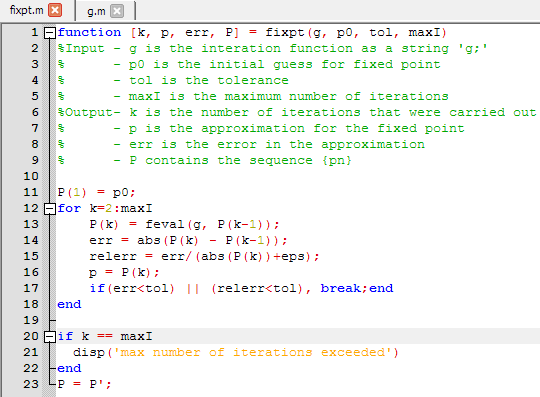 fixpt.m g.m
1 function [k, p, err, P] = fixpt(g, p0, tol, maxI)
2 %Input - g is the interation function as a string 'g;'
3 %      - p0 is the initial guess for fixed point
4 %      - tol is the tolerance
5 %      - maxI is the maximum number of iterations
6 %Output- k is the number of iterations that were carried out
7 %      - p is the approximation for the fixed point
8 %      - err is the error in the approximation
9 %      - P contains the sequence {pn}
10
11 P(1) = p0;
12 for k=2:maxI
13     P(k) = feval(g, P(k-1));
14     err = abs(P(k) - P(k-1));
15     relerr = err/(abs(P(k))+eps);
16     p = P(k);
17     if(err<tol) || (relerr<tol), break;end
18 end
19
20 if k == maxI
21   disp('max number of iterations exceeded')
22 end
23 P = P';